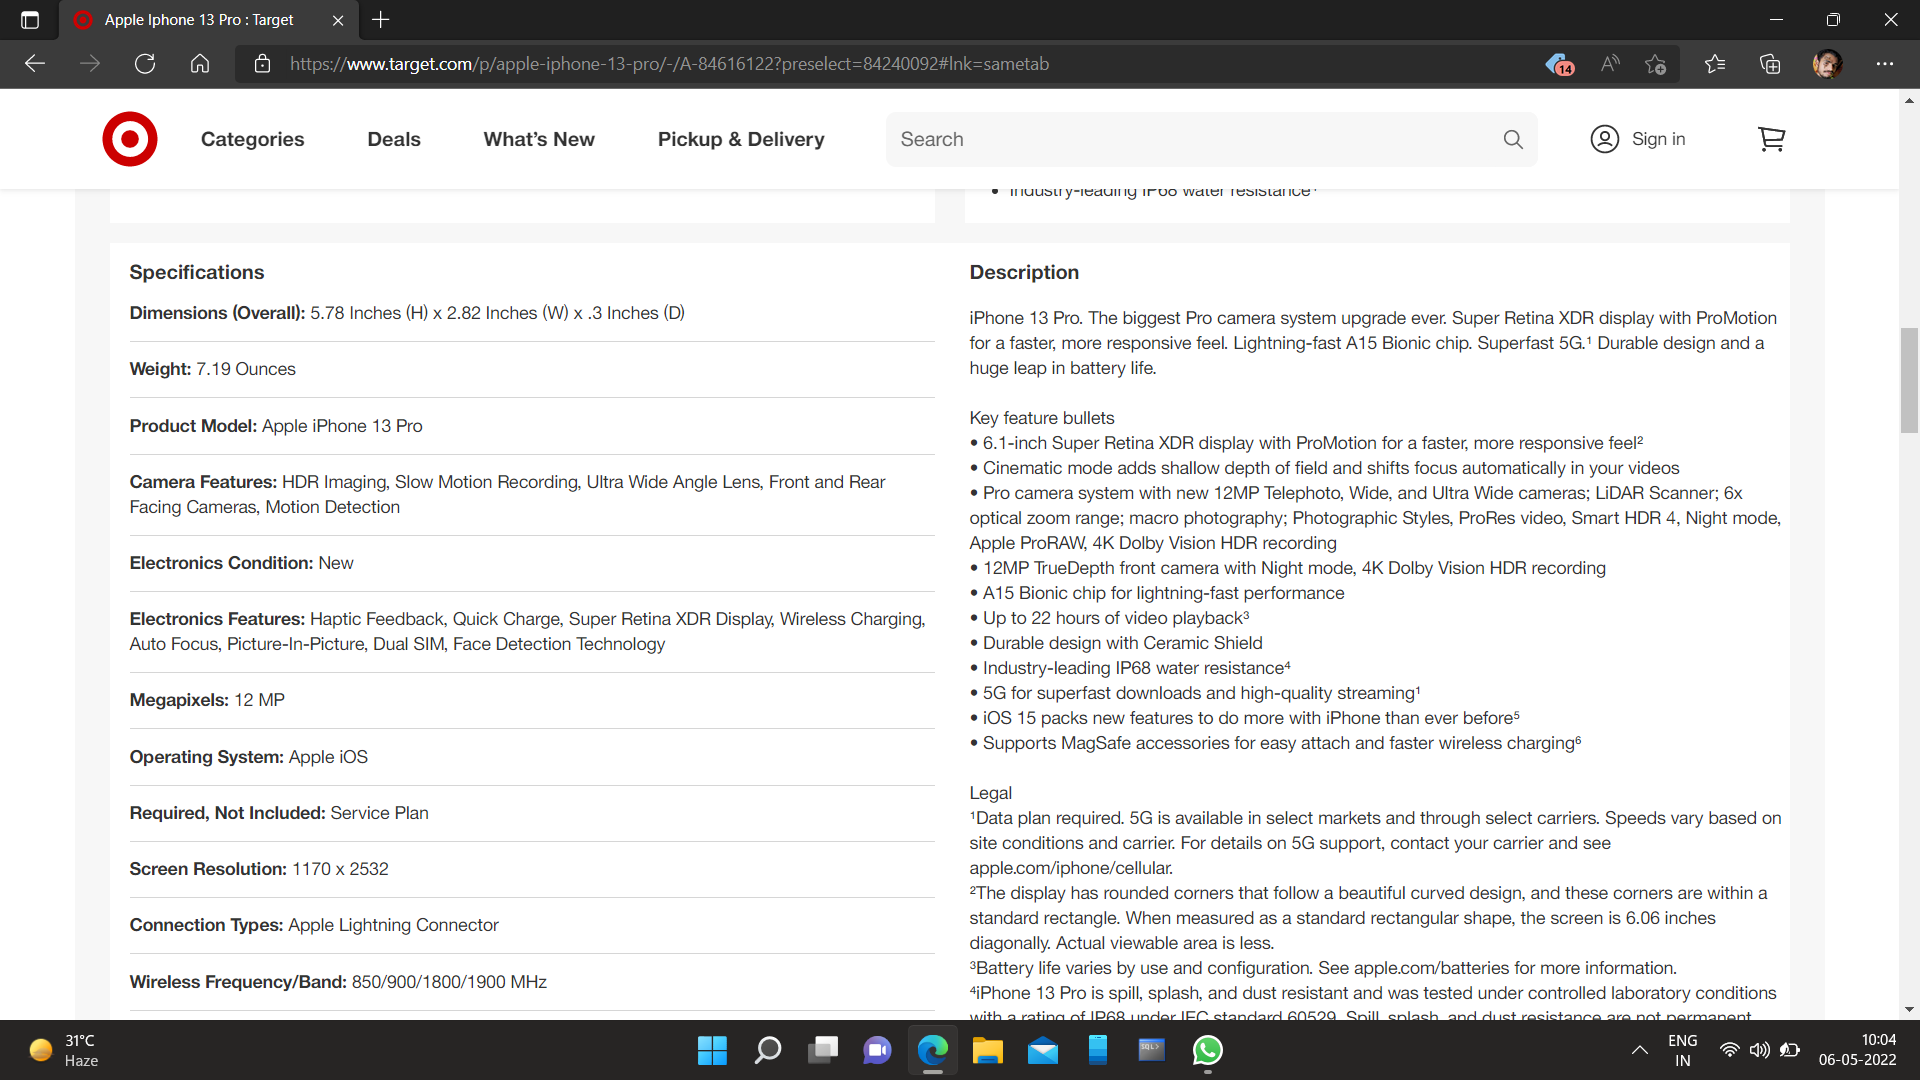 Apple Iphone 13 Pro : Target
https://www.target.com/p/apple-iphone-13-pro/-/A-84616122?preselect=84240092#lnk=sametab
14
Categories
Deals
What's New
Pickup & Delivery
Search
Sign in
• Industry-leading IP68 water resistance⁴
Specifications
Dimensions (Overall): 5.78 Inches (H) x 2.82 Inches (W) x .3 Inches (D)
Weight: 7.19 Ounces
Product Model: Apple iPhone 13 Pro
Camera Features: HDR Imaging, Slow Motion Recording, Ultra Wide Angle Lens, Front and Rear
Facing Cameras, Motion Detection
Electronics Condition: New
Electronics Features: Haptic Feedback, Quick Charge, Super Retina XDR Display, Wireless Charging,
Auto Focus, Picture-In-Picture, Dual SIM, Face Detection Technology
Megapixels: 12 MP
Operating System: Apple iOS
Required, Not Included: Service Plan
Screen Resolution: 1170 x 2532
Connection Types: Apple Lightning Connector
Wireless Frequency/Band: 850/900/1800/1900 MHz
Description
iPhone 13 Pro. The biggest Pro camera system upgrade ever. Super Retina XDR display with ProMotion
for a faster, more responsive feel. Lightning-fast A15 Bionic chip. Superfast 5G.¹ Durable design and a
huge leap in battery life.
Key feature bullets
• 6.1-inch Super Retina XDR display with ProMotion for a faster, more responsive feel²
• Cinematic mode adds shallow depth of field and shifts focus automatically in your videos
• Pro camera system with new 12MP Telephoto, Wide, and Ultra Wide cameras; LiDAR Scanner; 6x
optical zoom range; macro photography; Photographic Styles, ProRes video, Smart HDR 4, Night mode,
Apple ProRAW, 4K Dolby Vision HDR recording
• 12MP TrueDepth front camera with Night mode, 4K Dolby Vision HDR recording
• A15 Bionic chip for lightning-fast performance
• Up to 22 hours of video playback³
• Durable design with Ceramic Shield
• Industry-leading IP68 water resistance⁴
• 5G for superfast downloads and high-quality streaming¹
• iOS 15 packs new features to do more with iPhone than ever before⁵
• Supports MagSafe accessories for easy attach and faster wireless charging⁶
Legal
¹Data plan required. 5G is available in select markets and through select carriers. Speeds vary based on
site conditions and carrier. For details on 5G support, contact your carrier and see
apple.com/iphone/cellular.
²The display has rounded corners that follow a beautiful curved design, and these corners are within a
standard rectangle. When measured as a standard rectangular shape, the screen is 6.06 inches
diagonally. Actual viewable area is less.
³Battery life varies by use and configuration. See apple.com/batteries for more information.
⁴iPhone 13 Pro is spill, splash, and dust resistant and was tested under controlled laboratory conditions
with a rating of IP68 under IEC standard 60529. Spill, splash, and dust resistance are not permanent
31°C
Haze
SQL>
ENG
IN
10:04
06-05-2022